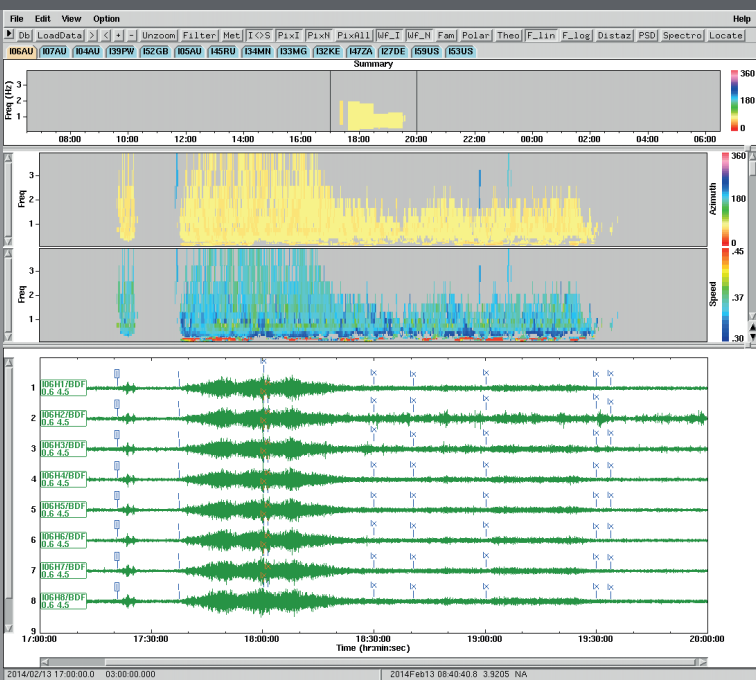 File Edit View Option Help
Db LoadData > < + - Unzoom Filter Met I<>S PixI PixN PixAll Wf_I Wf_N Fam Polar Theo F_lin F_log Distaz PSD Spectro Locate
I06AU I07AU I04AU I39PW I52GB I05AU I45RU I34MN I33MG I32KE I47ZA I27DE I59US I53US
Summary
Freq (Hz)
3
2
1
360
180
0
08:00 10:00 12:00 14:00 16:00 18:00 20:00 22:00 00:00 02:00 04:00 06:00
Freq
3
2
1
Azimuth
360
180
0
Freq
3
2
1
Speed
.45
.37
.30
1 I06H1/BDF
0.6 4.5
2 I06H2/BDF
0.6 4.5
3 I06H3/BDF
0.6 4.5
4 I06H4/BDF
0.6 4.5
5 I06H5/BDF
0.6 4.5
6 I06H6/BDF
0.6 4.5
7 I06H7/BDF
0.6 4.5
8 I06H8/BDF
0.6 4.5
9
17:00:00 17:30:00 18:00:00 18:30:00 19:00:00 19:30:00 20:00:00
Time (hr:min:sec)
2014/02/13 17:00:00.0 03:00:00.000 2014Feb13 08:40:40.8 3.9205 NA